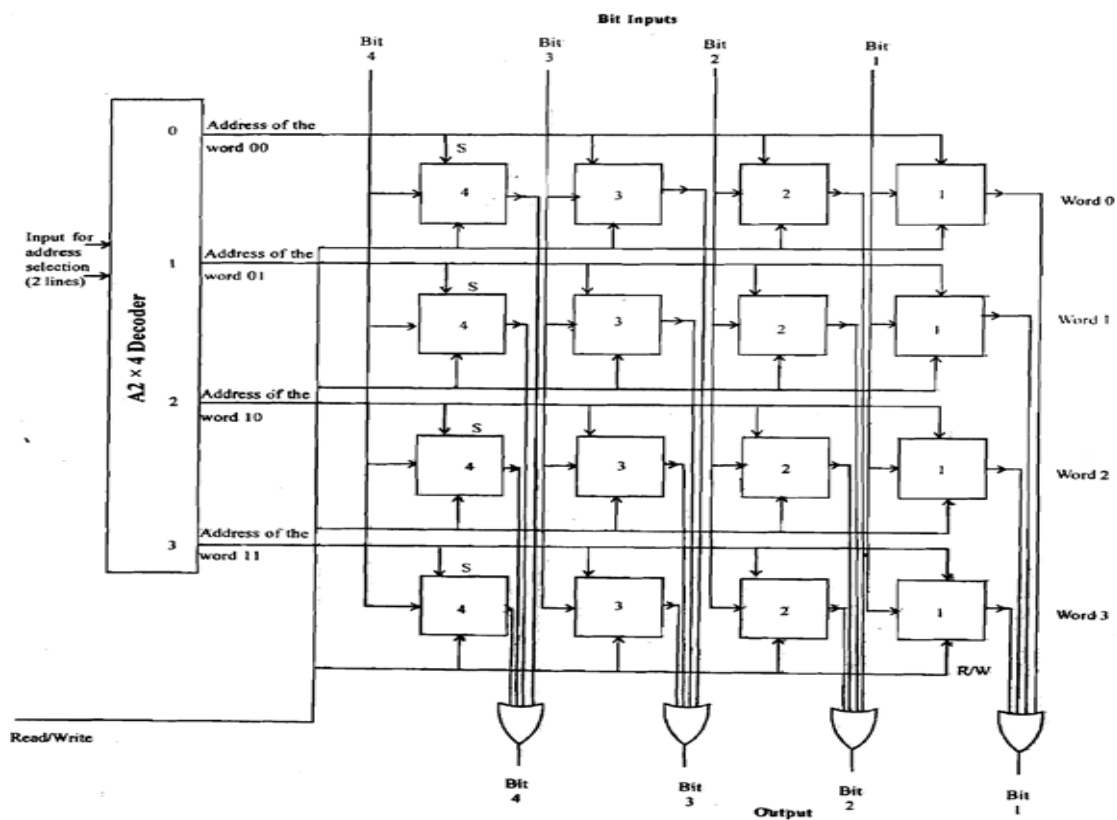 Bit Inputs
Bit
4
Bit
3
Bit
2
Bit
1
0
Address of the
word 00
S
4
3
2
1
Word 0
Input for
address
selection
(2 lines)
1
Address of the
word 01
S
4
3
2
1
Word 1
A2 × 4 Decoder
2
Address of the
word 10
S
4
3
2
1
Word 2
3
Address of the
word 11
S
4
3
2
1
Word 3
R/W
Read/Write
Bit
4
Bit
3
Bit
2
Bit
1
Output